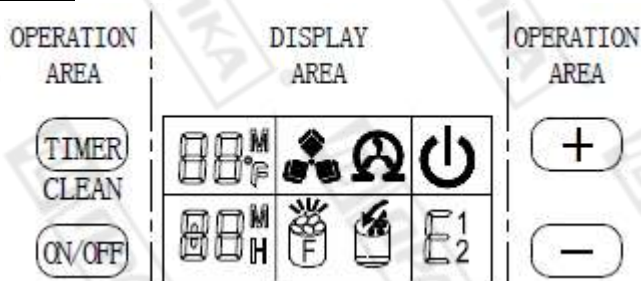 OPERATION AREA
DISPLAY AREA
OPERATION AREA
TIMER
CLEAN
ON/OFF
88 M °F
88 M H
F
E 1 2
+
−